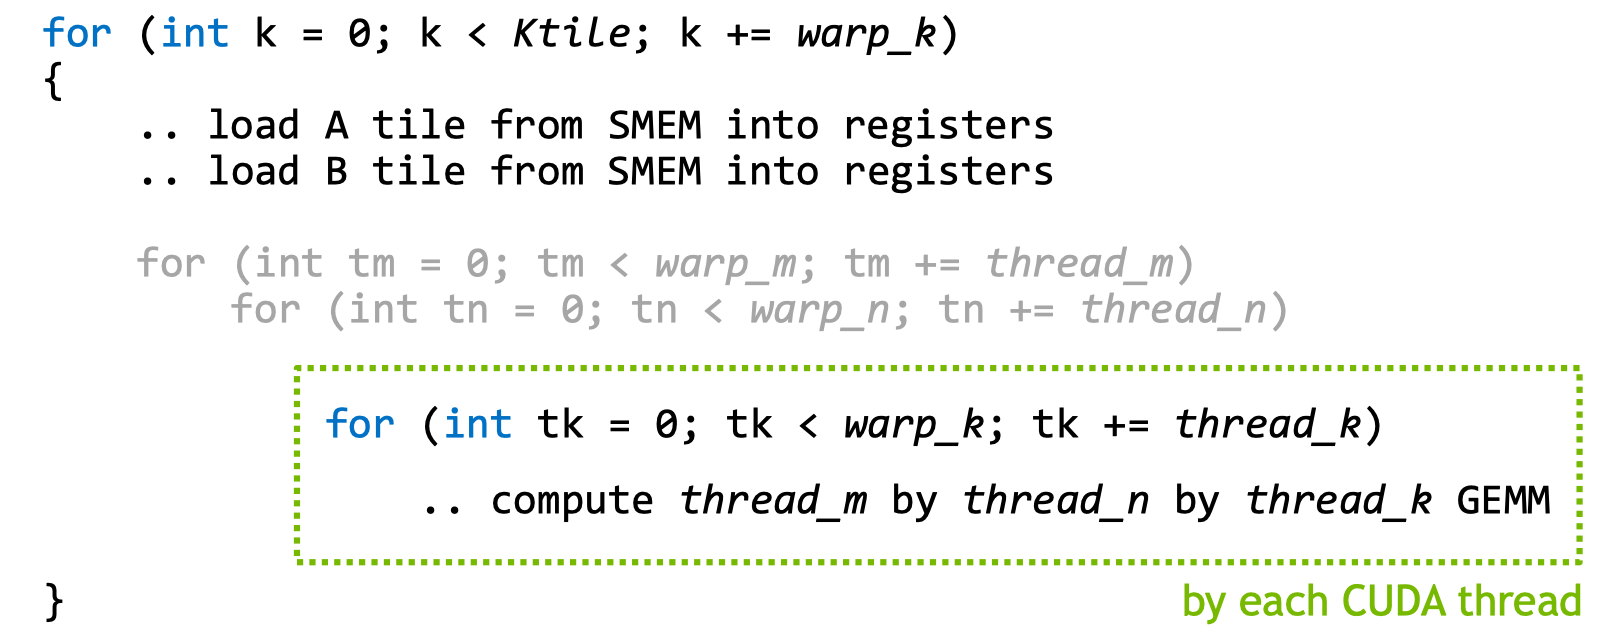 for (int k = 0; k < Ktile; k += warp_k)
{
.. load A tile from SMEM into registers
.. load B tile from SMEM into registers
for (int tm = 0; tm < warp_m; tm += thread_m)
for (int tn = 0; tn < warp_n; tn += thread_n)
for (int tk = 0; tk < warp_k; tk += thread_k)
.. compute thread_m by thread_n by thread_k GEMM
}
by each CUDA thread